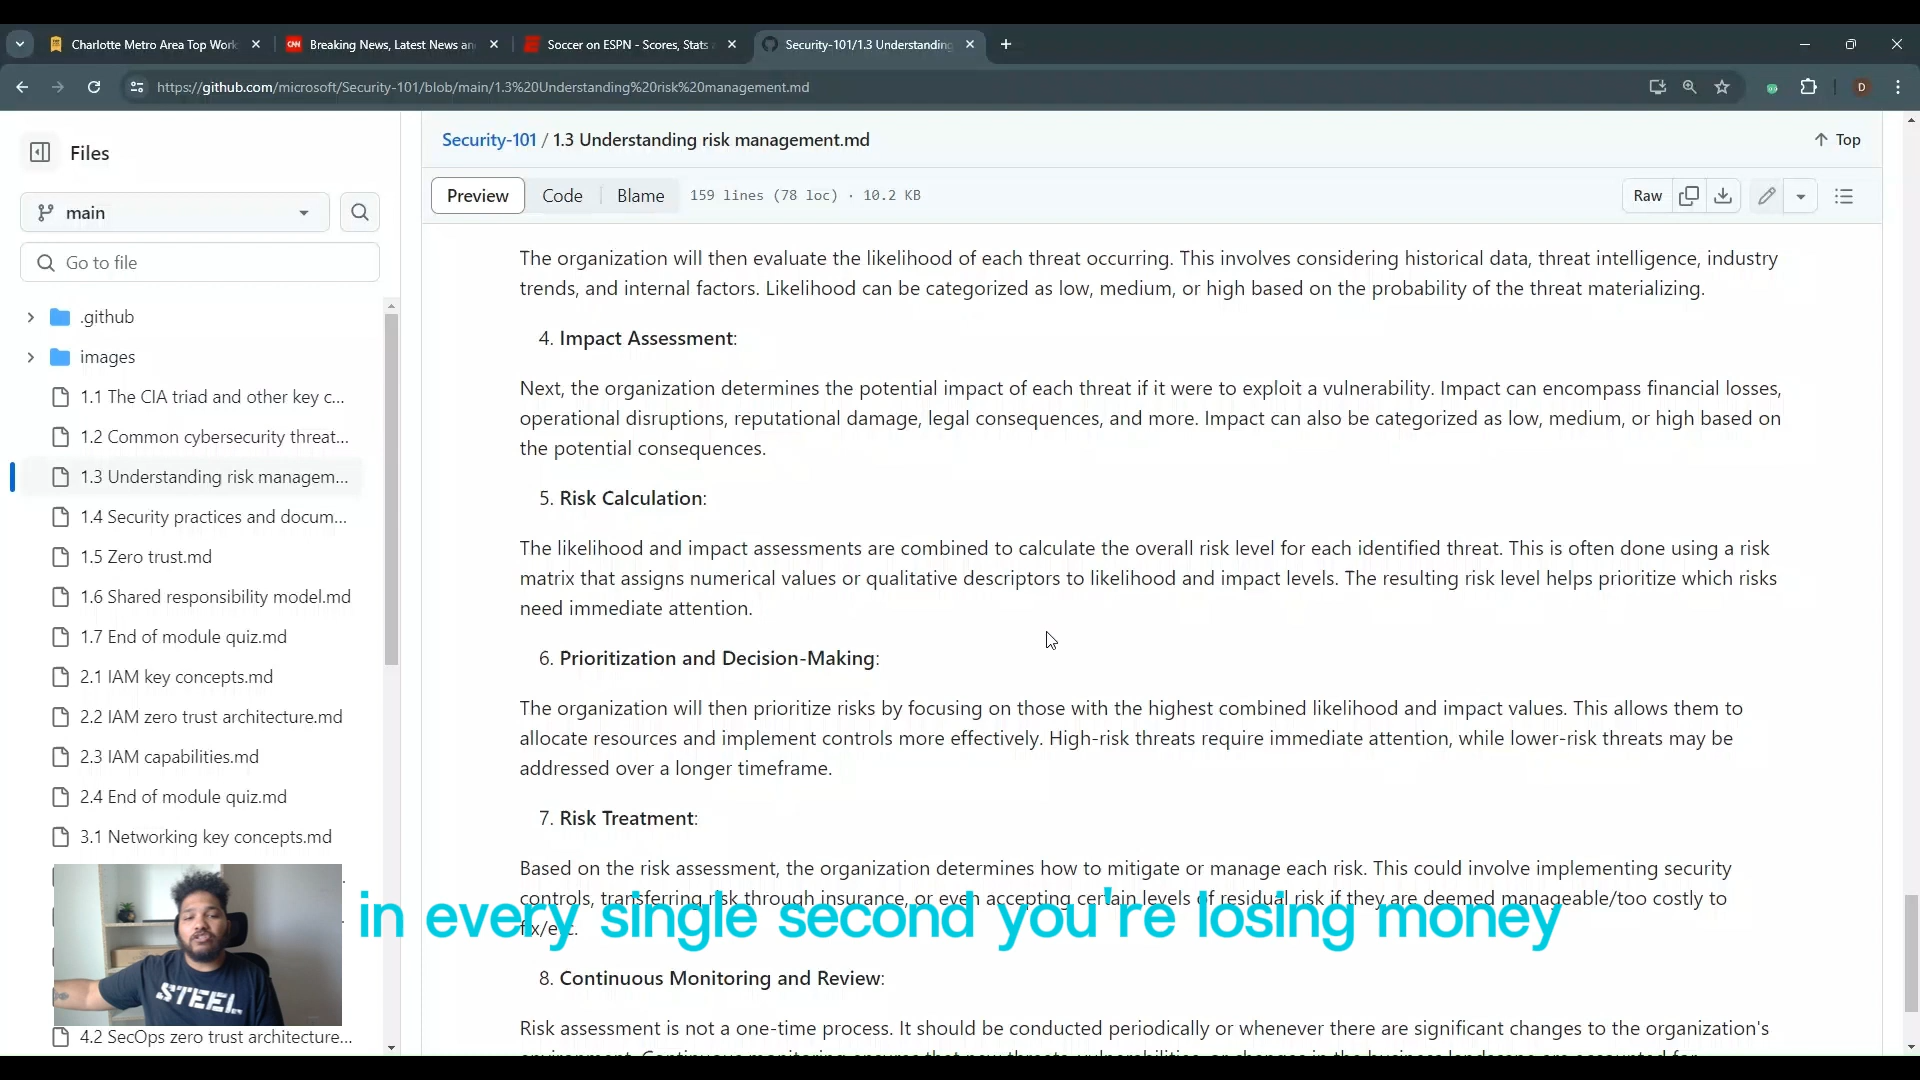 Charlotte Metro Area Top Work
Breaking News, Latest News an
Soccer on ESPN - Scores, Stats
Security-101/1.3 Understanding
https://github.com/microsoft/Security-101/blob/main/1.3%20Understanding%20risk%20management.md
D
Files
main
Go to file
.github
images
1.1 The CIA triad and other key c...
1.2 Common cybersecurity threat...
1.3 Understanding risk managem...
1.4 Security practices and docum...
1.5 Zero trust.md
1.6 Shared responsibility model.md
1.7 End of module quiz.md
2.1 IAM key concepts.md
2.2 IAM zero trust architecture.md
2.3 IAM capabilities.md
2.4 End of module quiz.md
3.1 Networking key concepts.md
STEEL
4.2 SecOps zero trust architecture...
Security-101 / 1.3 Understanding risk management.md
Top
Preview Code Blame 159 lines (78 loc) · 10.2 KB
Raw
The organization will then evaluate the likelihood of each threat occurring. This involves considering historical data, threat intelligence, industry
trends, and internal factors. Likelihood can be categorized as low, medium, or high based on the probability of the threat materializing.
4. Impact Assessment:
Next, the organization determines the potential impact of each threat if it were to exploit a vulnerability. Impact can encompass financial losses,
operational disruptions, reputational damage, legal consequences, and more. Impact can also be categorized as low, medium, or high based on
the potential consequences.
5. Risk Calculation:
The likelihood and impact assessments are combined to calculate the overall risk level for each identified threat. This is often done using a risk
matrix that assigns numerical values or qualitative descriptors to likelihood and impact levels. The resulting risk level helps prioritize which risks
need immediate attention.
6. Prioritization and Decision-Making:
The organization will then prioritize risks by focusing on those with the highest combined likelihood and impact values. This allows them to
allocate resources and implement controls more effectively. High-risk threats require immediate attention, while lower-risk threats may be
addressed over a longer timeframe.
7. Risk Treatment:
Based on the risk assessment, the organization determines how to mitigate or manage each risk. This could involve implementing security
controls, transferring risk through insurance, or even accepting certain levels of residual risk if they are deemed manageable/too costly to
fix/etc.
in every single second you're losing money
8. Continuous Monitoring and Review:
Risk assessment is not a one-time process. It should be conducted periodically or whenever there are significant changes to the organization's